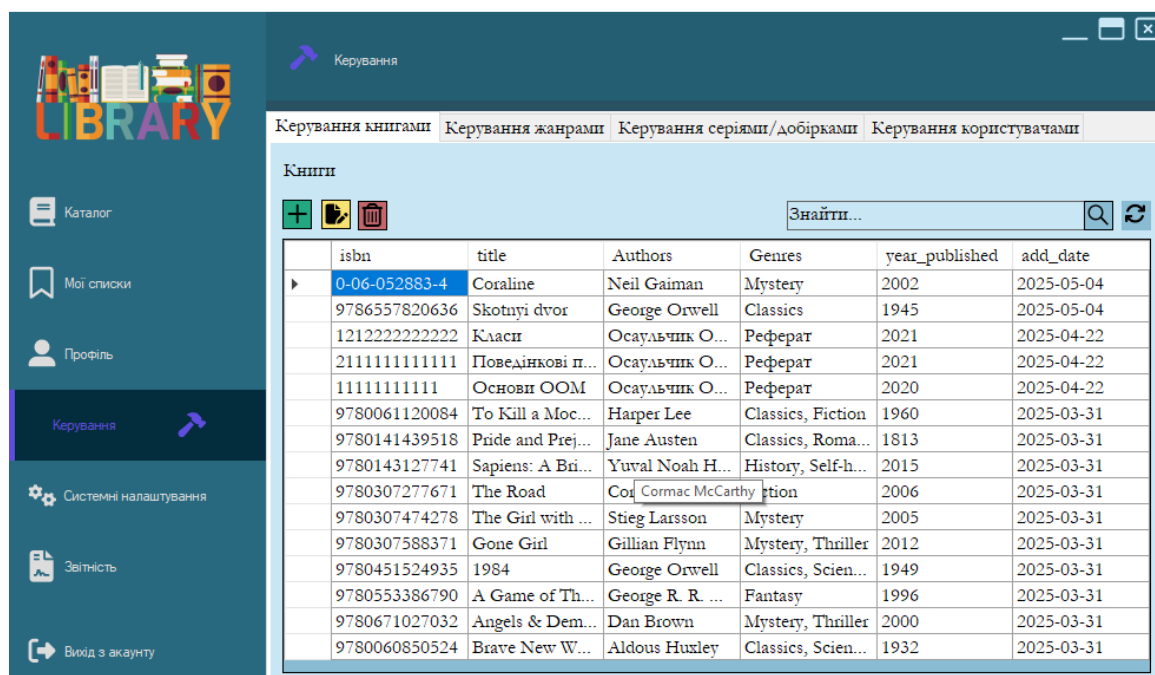 LIBRARY
Керування
Керування книгами Керування жанрами Керування серіями/добірками Керування користувачами
Книги
Каталог
Мої списки
Профіль
Керування
Системні налаштування
Звітність
Вихід з акаунту
Знайти...
isbn title Authors Genres year_published add_date
0-06-052883-4 Coraline Neil Gaiman Mystery 2002 2025-05-04
9786557820636 Skotnyi dvor George Orwell Classics 1945 2025-05-04
1212222222222 Класи Осаульчик О... Реферат 2021 2025-04-22
2111111111111 Поведінкові п... Осаульчик О... Реферат 2021 2025-04-22
11111111111 Основи ООМ Осаульчик О... Реферат 2020 2025-04-22
9780061120084 To Kill a Moc... Harper Lee Classics, Fiction 1960 2025-03-31
9780141439518 Pride and Prej... Jane Austen Classics, Roma... 1813 2025-03-31
9780143127741 Sapiens: A Bri... Yuval Noah H... History, Self-h... 2015 2025-03-31
9780307277671 The Road Cormac McCarthy 2006 2025-03-31
9780307474278 The Girl with ... Stieg Larsson Mystery 2005 2025-03-31
9780307588371 Gone Girl Gillian Flynn Mystery, Thriller 2012 2025-03-31
9780451524935 1984 George Orwell Classics, Scien... 1949 2025-03-31
9780553386790 A Game of Th... George R. R. ... Fantasy 1996 2025-03-31
9780671027032 Angels & Dem... Dan Brown Mystery, Thriller 2000 2025-03-31
9780060850524 Brave New W... Aldous Huxley Classics, Scien... 1932 2025-03-31